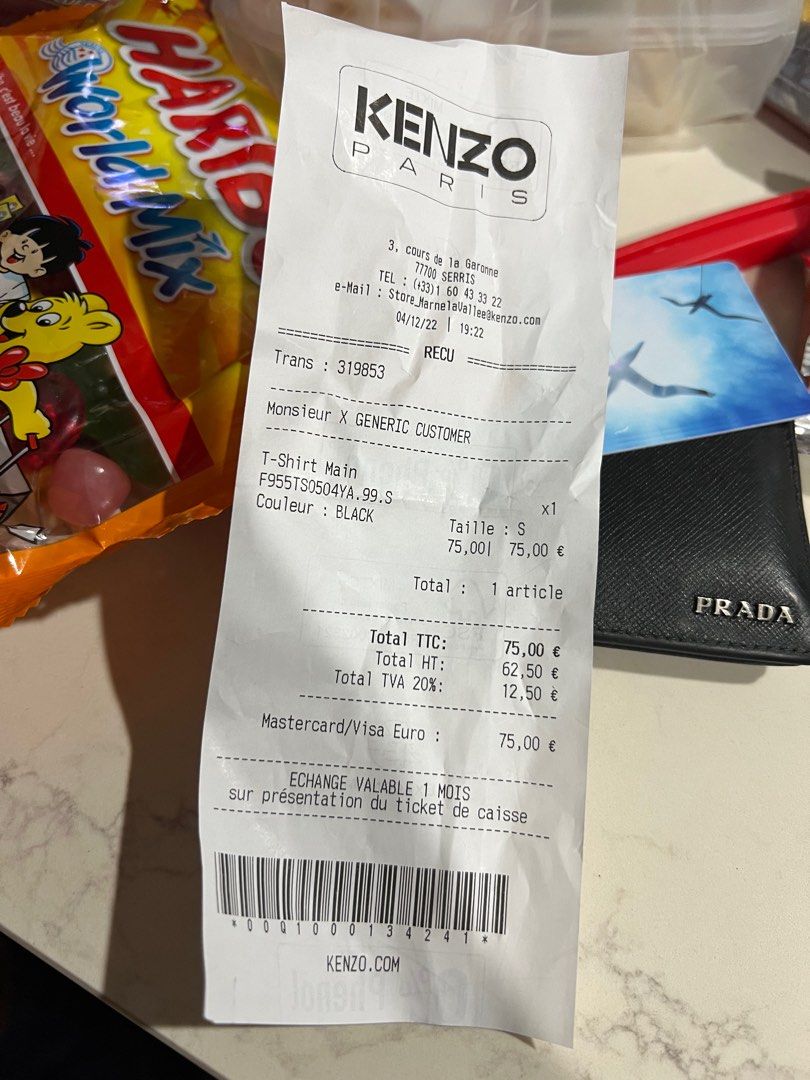 HARIBO
World Mix
KENZO
PARIS
3, cours de la Garonne
77700 SERRIS
TEL : (+33)1 60 43 33 22
e-Mail : Store_MarnelaVallee@kenzo.com
04/12/22 | 19:22
RECU
Trans : 319853
Monsieur X GENERIC CUSTOMER
T-Shirt Main
F955TS0504YA.99.S x1
Couleur : BLACK Taille : S
75,00| 75,00 €
Total : 1 article
Total TTC: 75,00 €
Total HT: 62,50 €
Total TVA 20%: 12,50 €
Mastercard/Visa Euro : 75,00 €
ECHANGE VALABLE 1 MOIS
sur présentation du ticket de caisse
*00Q1000134241*
KENZO.COM
PRADA